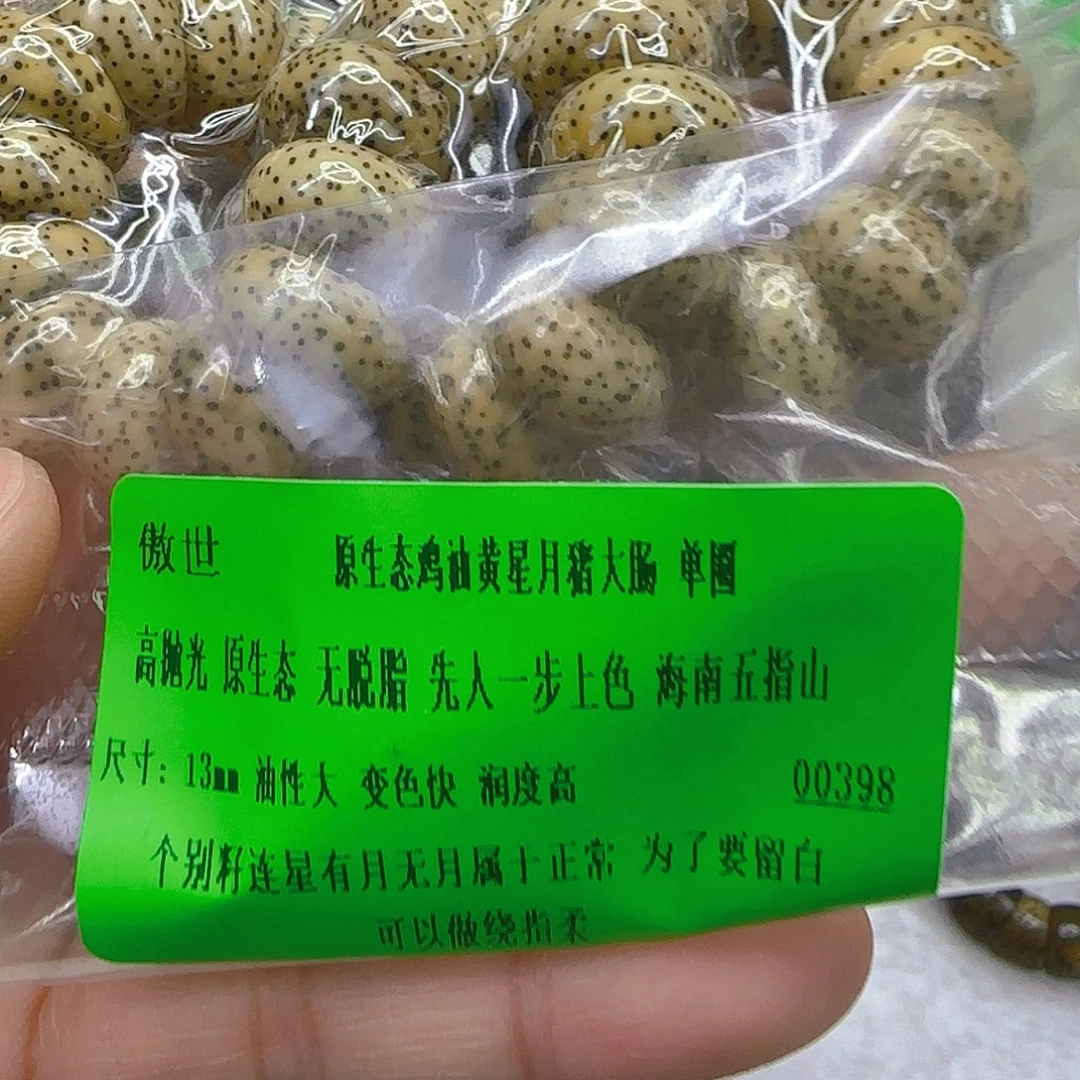 傲世 原生态鸡油黄星月猪大肠 单圈
高抛光 原生态 无脱脂 先人一步上色 海南五指山
尺寸：13mm 油性大 变色快 润度高 00398
个别籽连星有月无月属于正常 为了要留白
可以做绕指柔